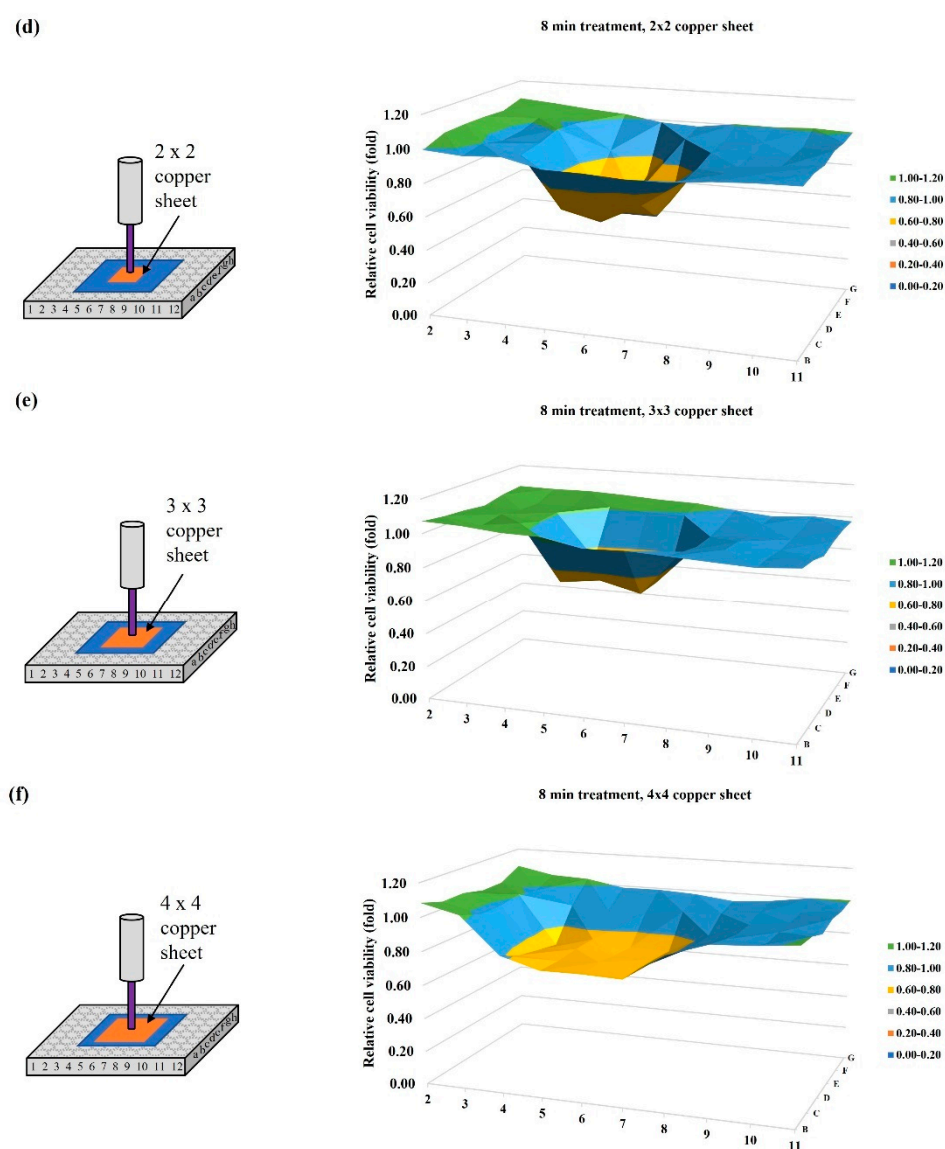 (d)
8 min treatment, 2x2 copper sheet
2 x 2
copper
sheet
1 2 3 4 5 6 7 8 9 10 11 12
a b c d e f g h
Relative cell viability (fold)
1.20
1.00
0.80
0.60
0.40
0.20
0.00
2
3
4
5
6
7
8
9
10
11
B
C
D
E
F
G
1.00-1.20
0.80-1.00
0.60-0.80
0.40-0.60
0.20-0.40
0.00-0.20
(e)
8 min treatment, 3x3 copper sheet
3 x 3
copper
sheet
1 2 3 4 5 6 7 8 9 10 11 12
a b c d e f g h
Relative cell viability (fold)
1.20
1.00
0.80
0.60
0.40
0.20
0.00
2
3
4
5
6
7
8
9
10
11
B
C
D
E
F
G
1.00-1.20
0.80-1.00
0.60-0.80
0.40-0.60
0.20-0.40
0.00-0.20
(f)
8 min treatment, 4x4 copper sheet
4 x 4
copper
sheet
1 2 3 4 5 6 7 8 9 10 11 12
a b c d e f g h
Relative cell viability (fold)
1.20
1.00
0.80
0.60
0.40
0.20
0.00
2
3
4
5
6
7
8
9
10
11
B
C
D
E
F
G
1.00-1.20
0.80-1.00
0.60-0.80
0.40-0.60
0.20-0.40
0.00-0.20